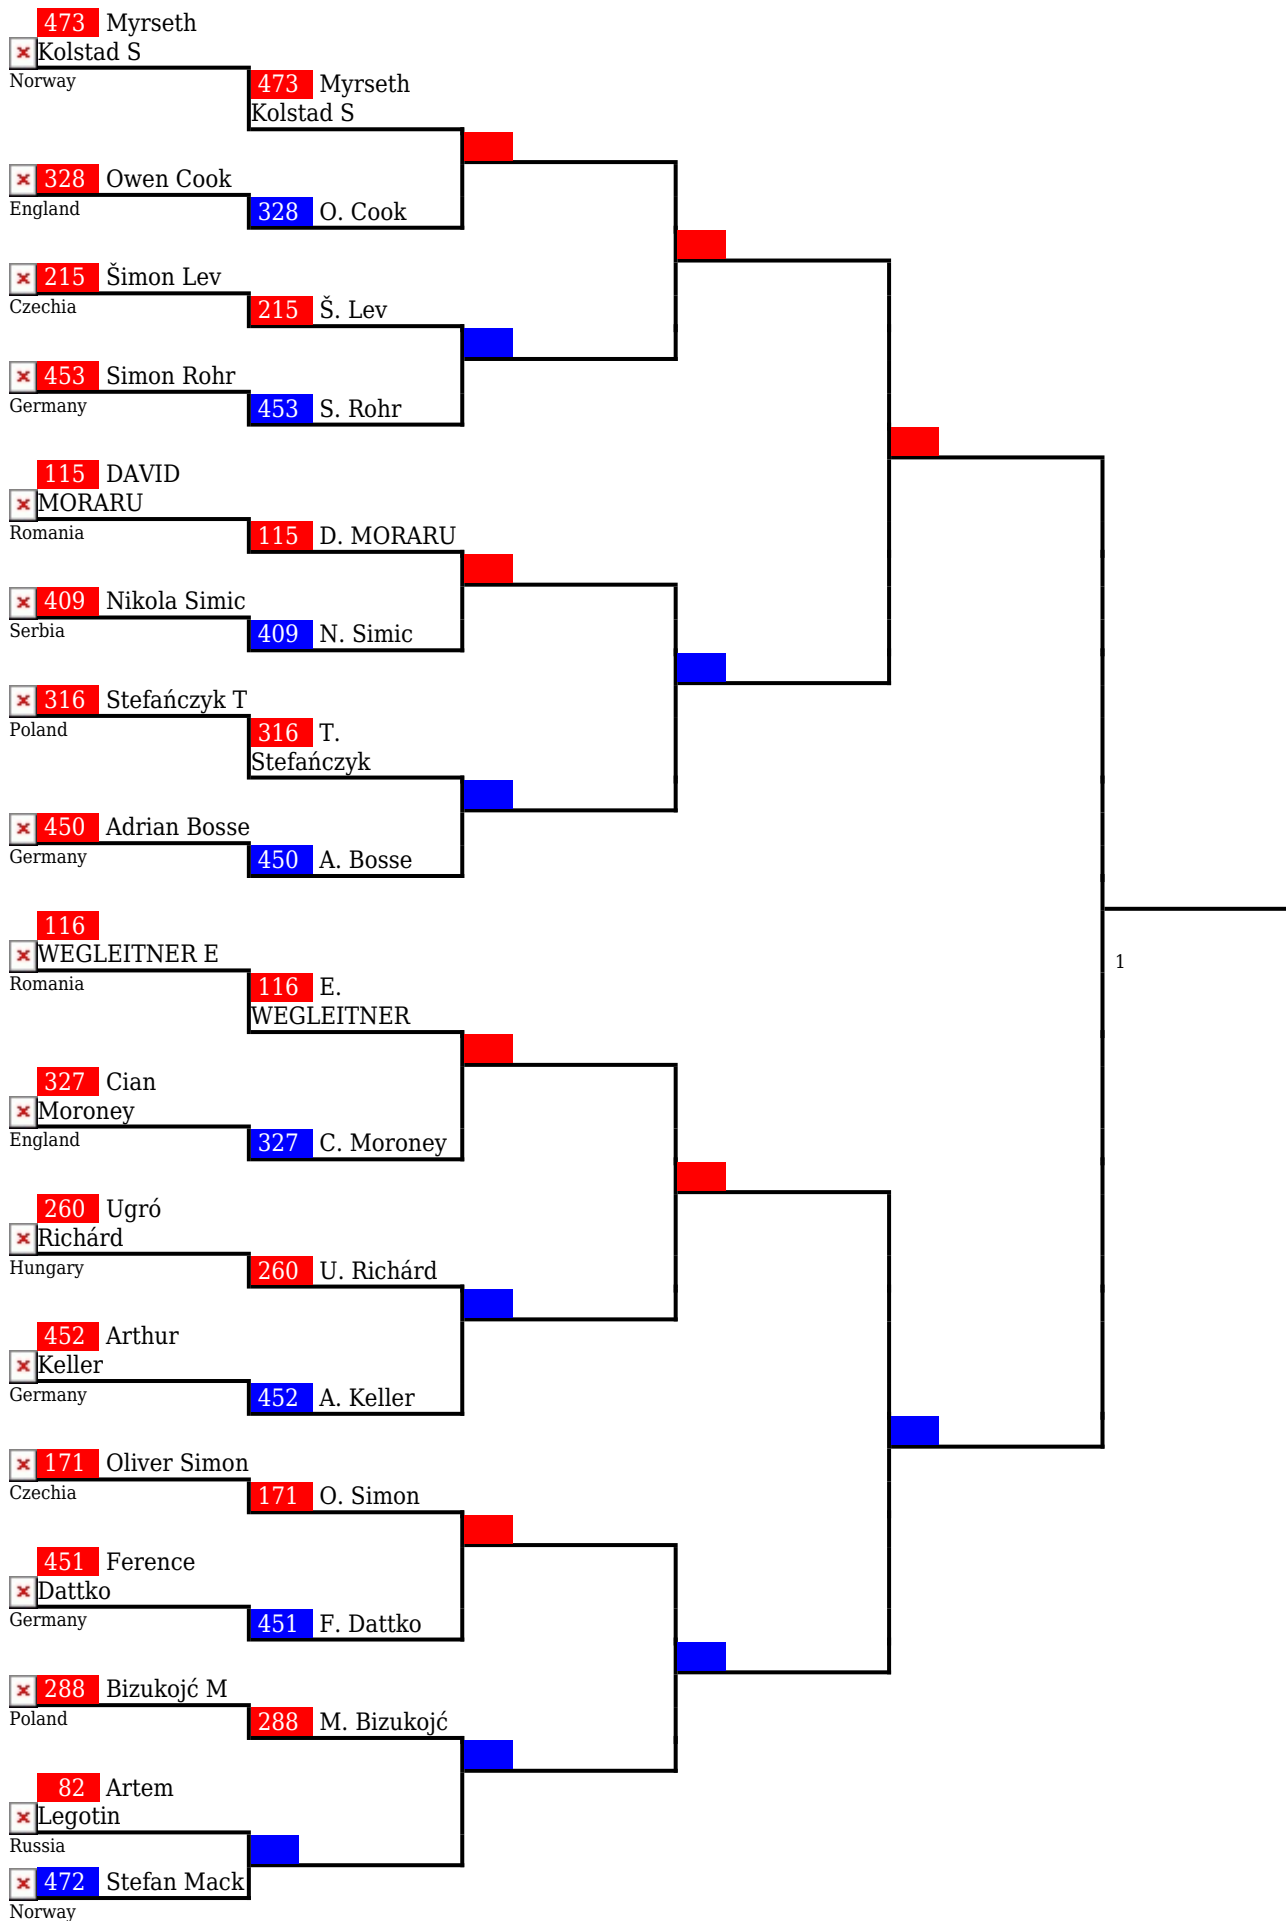 473 Myrseth
Kolstad S
Norway
473 Myrseth
Kolstad S
328 Owen Cook
England
328 O. Cook
215 Šimon Lev
Czechia
215 Š. Lev
453 Simon Rohr
Germany
453 S. Rohr
115 DAVID
MORARU
Romania
115 D. MORARU
409 Nikola Simic
Serbia
409 N. Simic
316 Stefańczyk T
Poland
316 T.
Stefańczyk
450 Adrian Bosse
Germany
450 A. Bosse
116
WEGLEITNER E
Romania
116 E.
WEGLEITNER
1
327 Cian
Moroney
England
327 C. Moroney
260 Ugró
Richárd
Hungary
260 U. Richárd
452 Arthur
Keller
Germany
452 A. Keller
171 Oliver Simon
Czechia
171 O. Simon
451 Ference
Dattko
Germany
451 F. Dattko
288 Bizukojć M
Poland
288 M. Bizukojć
82 Artem
Legotin
Russia
472 Stefan Mack
Norway